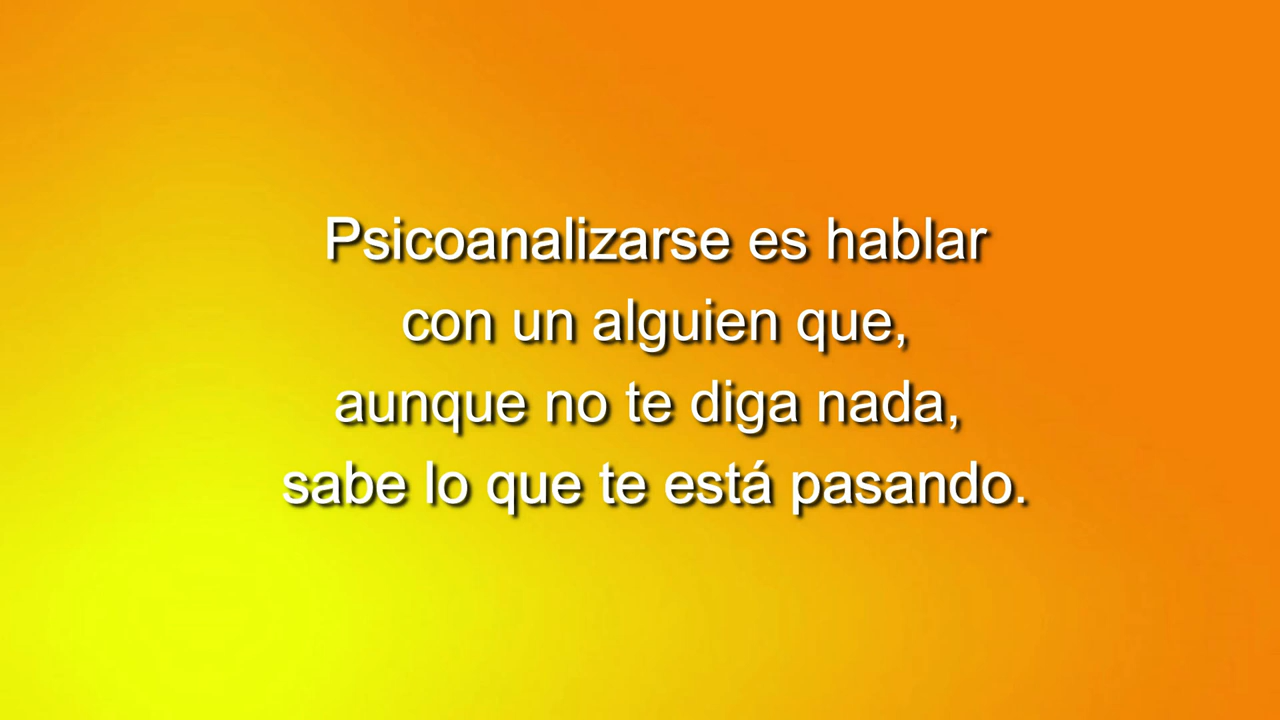 Psicoanalizarse es hablar
con un alguien que,
aunque no te diga nada,
sabe lo que te está pasando.